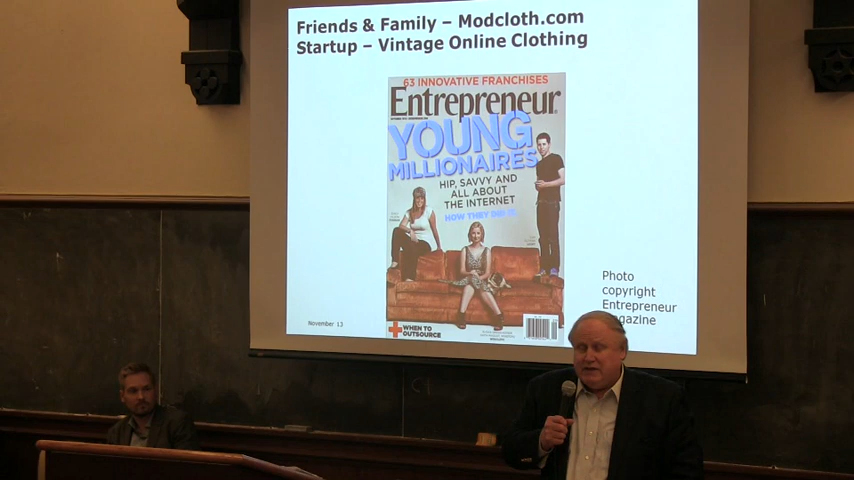 Friends & Family – Modcloth.com
Startup – Vintage Online Clothing
63 INNOVATIVE FRANCHISES
Entrepreneur
YOUNG
MILLIONAIRES
HIP, SAVVY AND
ALL ABOUT
THE INTERNET
HOW THEY DID IT
Photo
copyright
Entrepreneur
November 13
WHEN TO
OUTSOURCE